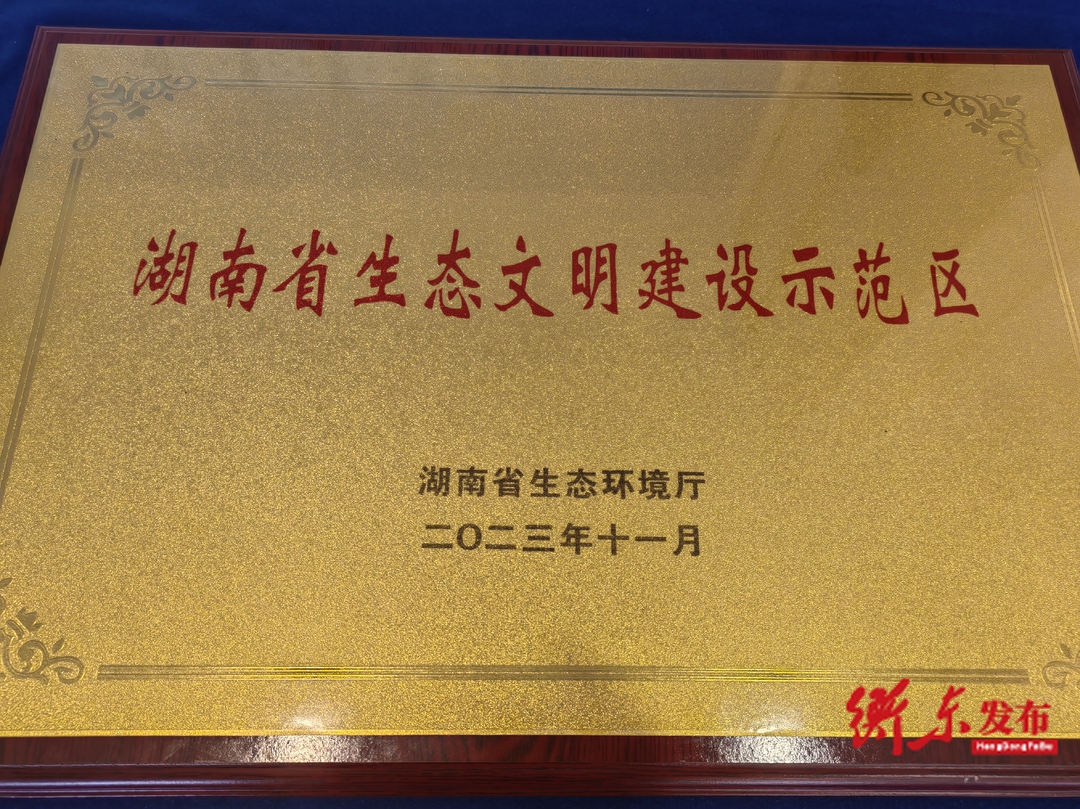 湖南省生态文明建设示范区
湖南省生态环境厅
二〇二三年十一月
衡东发布
HengDongFaBu